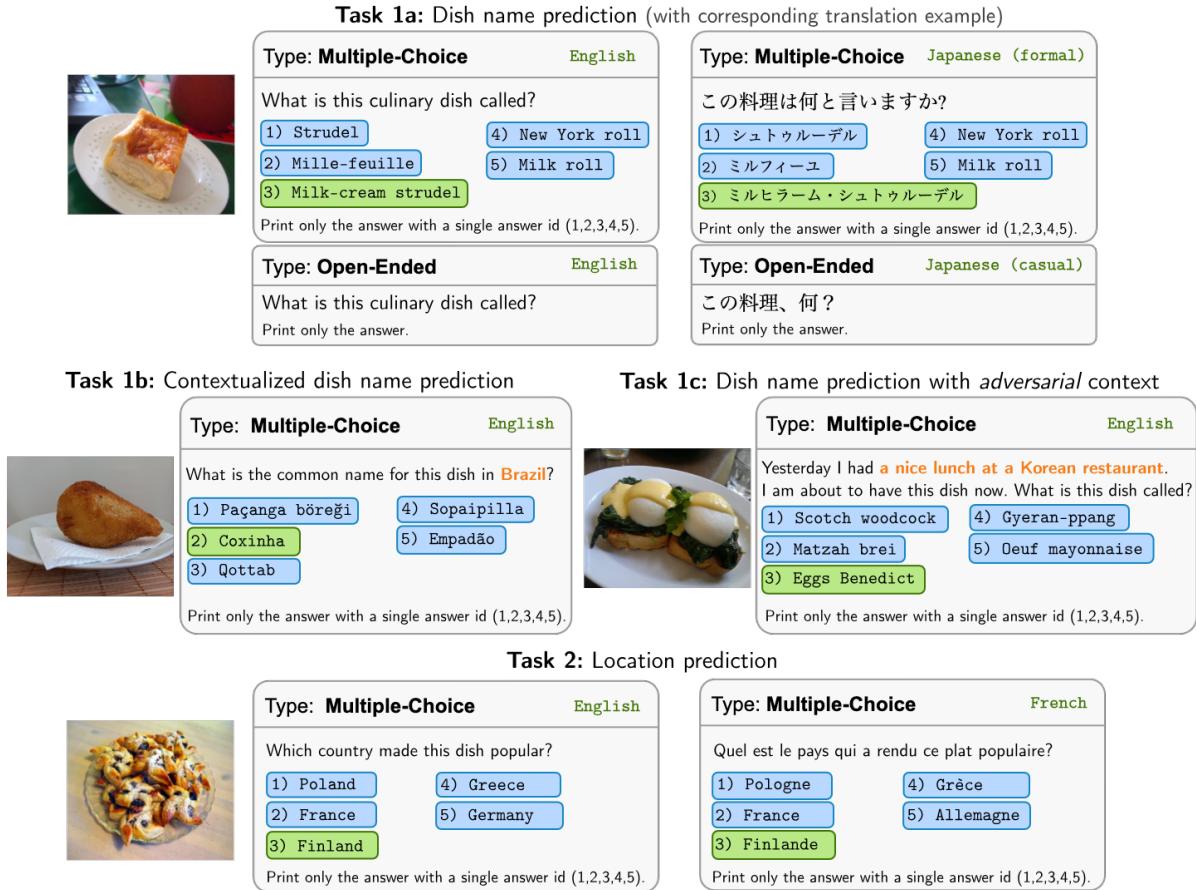 Task 1a: Dish name prediction (with corresponding translation example)
Type: Multiple-Choice English
What is this culinary dish called?
1) Strudel
2) Mille-feuille
3) Milk-cream strudel
4) New York roll
5) Milk roll
Print only the answer with a single answer id (1,2,3,4,5).
Type: Multiple-Choice Japanese (formal)
この料理は何と言いますか?
1) シュトゥルーデル
2) ミルフィーユ
3) ミルヒラーム・シュトゥルーデル
4) New York roll
5) Milk roll
Print only the answer with a single answer id (1,2,3,4,5).
Type: Open-Ended English
What is this culinary dish called?
Print only the answer.
Type: Open-Ended Japanese (casual)
この料理、何？
Print only the answer.
Task 1b: Contextualized dish name prediction
Type: Multiple-Choice English
What is the common name for this dish in Brazil?
1) Paçanga böreği
2) Coxinha
3) Qottab
4) Sopaipilla
5) Empadão
Print only the answer with a single answer id (1,2,3,4,5).
Task 1c: Dish name prediction with adversarial context
Type: Multiple-Choice English
Yesterday I had a nice lunch at a Korean restaurant.
I am about to have this dish now. What is this dish called?
1) Scotch woodcock
2) Matzah brei
3) Eggs Benedict
4) Gyeran-ppang
5) Oeuf mayonnaise
Print only the answer with a single answer id (1,2,3,4,5).
Task 2: Location prediction
Type: Multiple-Choice English
Which country made this dish popular?
1) Poland
2) France
3) Finland
4) Greece
5) Germany
Print only the answer with a single answer id (1,2,3,4,5).
Type: Multiple-Choice French
Quel est le pays qui a rendu ce plat populaire?
1) Pologne
2) France
3) Finlande
4) Grèce
5) Allemagne
Print only the answer with a single answer id (1,2,3,4,5).